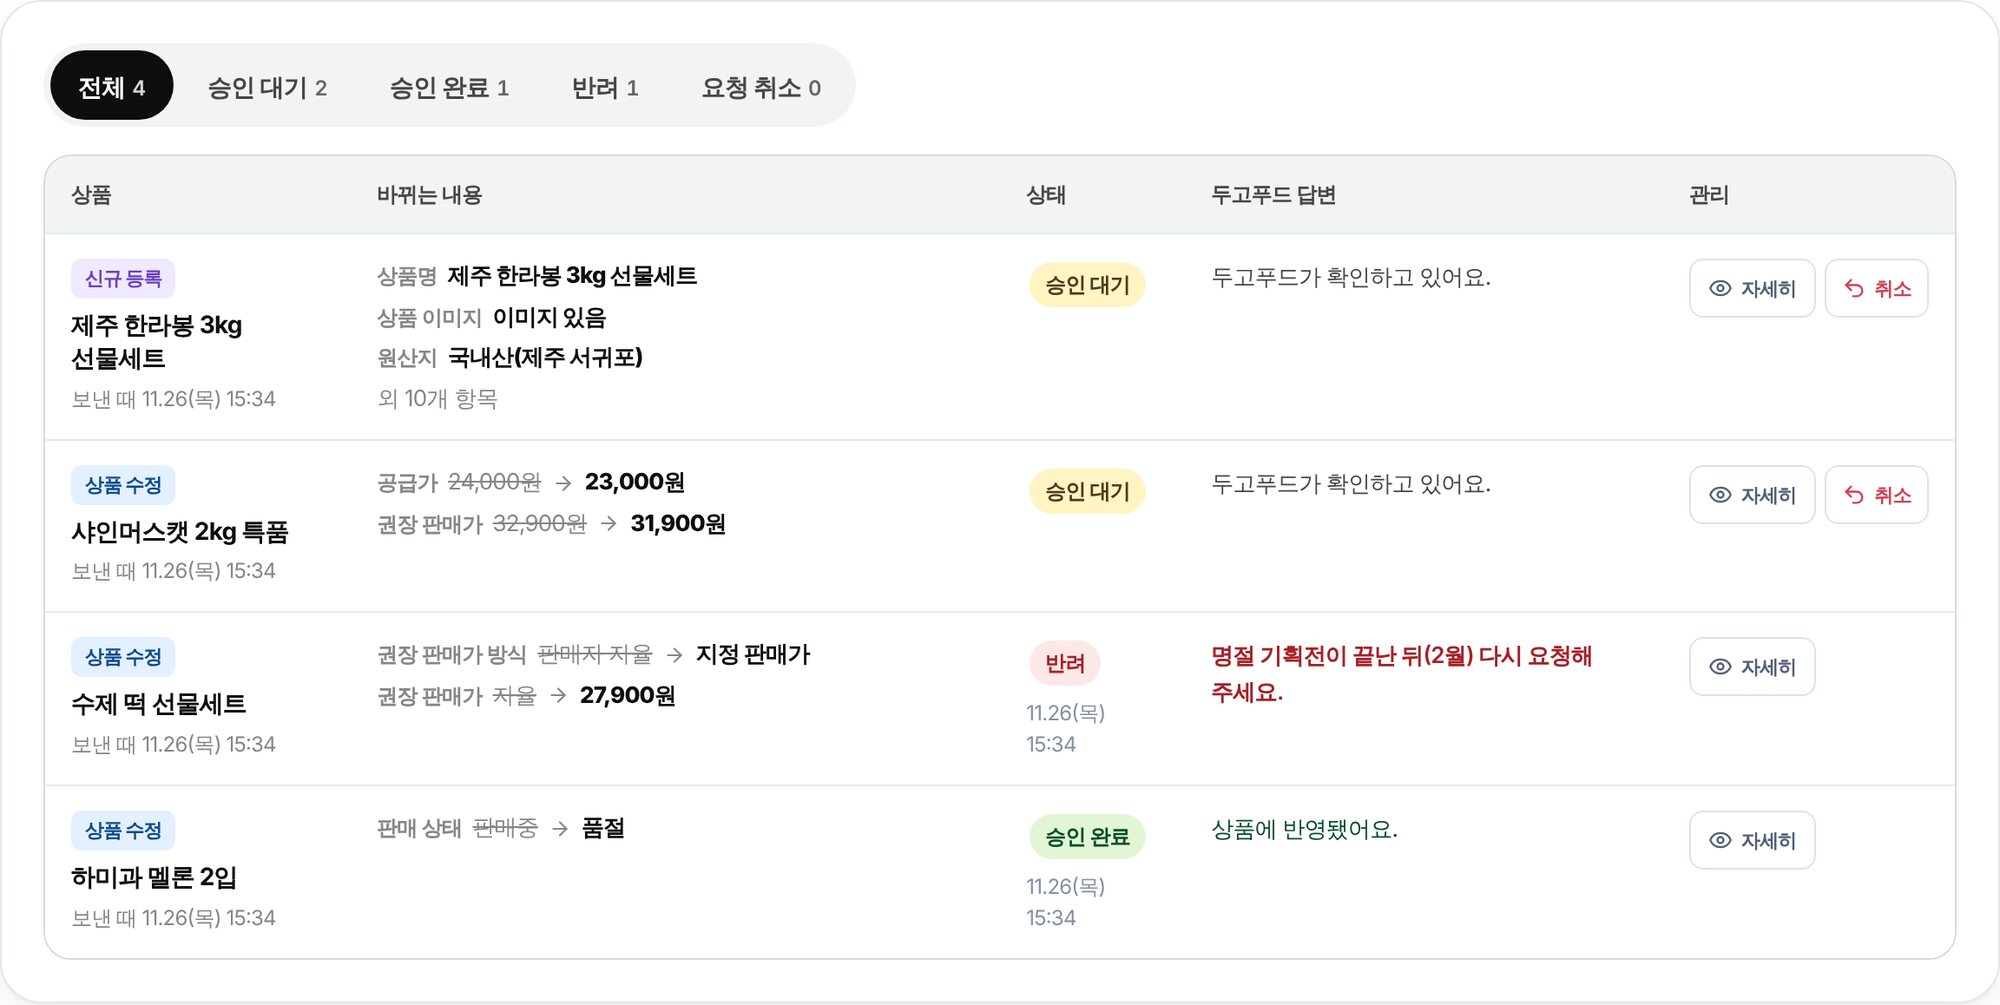 전체 4
승인 대기 2
승인 완료 1
반려 1
요청 취소 0
상품
바뀌는 내용
상태
두고푸드 답변
관리
신규 등록
제주 한라봉 3kg
선물세트
보낸 때 11.26(목) 15:34
상품명 제주 한라봉 3kg 선물세트
상품 이미지 이미지 있음
원산지 국내산(제주 서귀포)
외 10개 항목
승인 대기
두고푸드가 확인하고 있어요.
자세히
취소
상품 수정
샤인머스캣 2kg 특품
보낸 때 11.26(목) 15:34
공급가 24,000원 → 23,000원
권장 판매가 32,900원 → 31,900원
승인 대기
두고푸드가 확인하고 있어요.
자세히
취소
상품 수정
수제 떡 선물세트
보낸 때 11.26(목) 15:34
권장 판매가 방식 판매자 자율 → 지정 판매가
권장 판매가 자율 → 27,900원
반려
11.26(목)
15:34
명절 기획전이 끝난 뒤(2월) 다시 요청해
주세요.
자세히
상품 수정
하미과 멜론 2입
보낸 때 11.26(목) 15:34
판매 상태 판매중 → 품절
승인 완료
11.26(목)
15:34
상품에 반영됐어요.
자세히